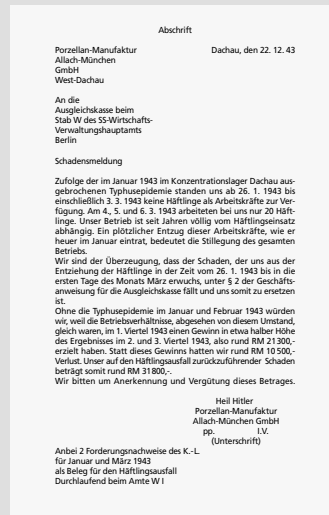 Abschrift
Porzellan-Manufaktur Dachau, den 22. 12. 43
Allach-München
GmbH
West-Dachau
An die
Ausgleichskasse beim
Stab W des SS-Wirtschafts-
Verwaltungshauptamts
Berlin
Schadensmeldung
Zufolge der im Januar 1943 im Konzentrationslager Dachau aus-
gebrochenen Typhusepidemie standen uns ab 26. 1. 1943 bis
einschließlich 3. 3. 1943 keine Häftlinge als Arbeitskräfte zur Ver-
fügung. Am 4., 5. und 6. 3. 1943 arbeiteten bei uns nur 20 Häft-
linge. Unser Betrieb ist seit Jahren völlig vom Häftlingseinsatz
abhängig. Ein plötzlicher Entzug dieser Arbeitskräfte, wie er
heuer im Januar eintrat, bedeutet die Stillegung des gesamten
Betriebs.
Wir sind der Überzeugung, dass der Schaden, der uns aus der
Entziehung der Häftlinge in der Zeit vom 26. 1. 1943 bis in die
ersten Tage des Monats März erwuchs, unter § 2 der Geschäfts-
anweisung für die Ausgleichskasse fällt und uns somit zu ersetzen
ist.
Ohne die Typhusepidemie im Januar und Februar 1943 würden
wir, weil die Betriebsverhältnisse, abgesehen von diesem Umstand,
gleich waren, im 1. Viertel 1943 einen Gewinn in etwa halber Höhe
des Ergebnisses im 2. und 3. Viertel 1943, also rund RM 21300,-
erzielt haben. Statt dieses Gewinns hatten wir rund RM 10500,-
Verlust. Unser auf den Häftlingsausfall zurückzuführender Schaden
beträgt somit rund RM 31800,-.
Wir bitten um Anerkennung und Vergütung dieses Betrages.
Heil Hitler
Porzellan-Manufaktur
Allach-München GmbH
pp. I.V.
(Unterschrift)
Anbei 2 Forderungsnachweise des K.-L.
für Januar und März 1943
als Beleg für den Häftlingsausfall
Durchlaufend beim Amte W I